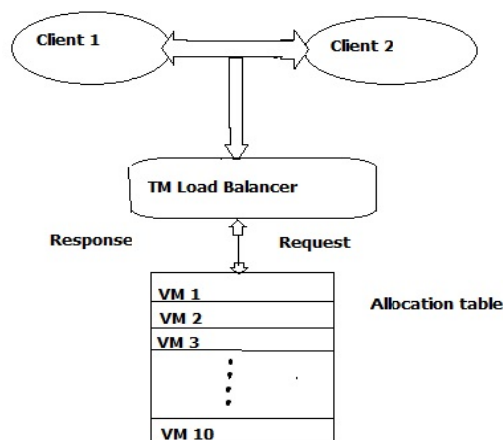 Client 1
Client 2
TM Load Balancer
Response
Request
VM 1
Allocation table
VM 2
VM 3
VM 10